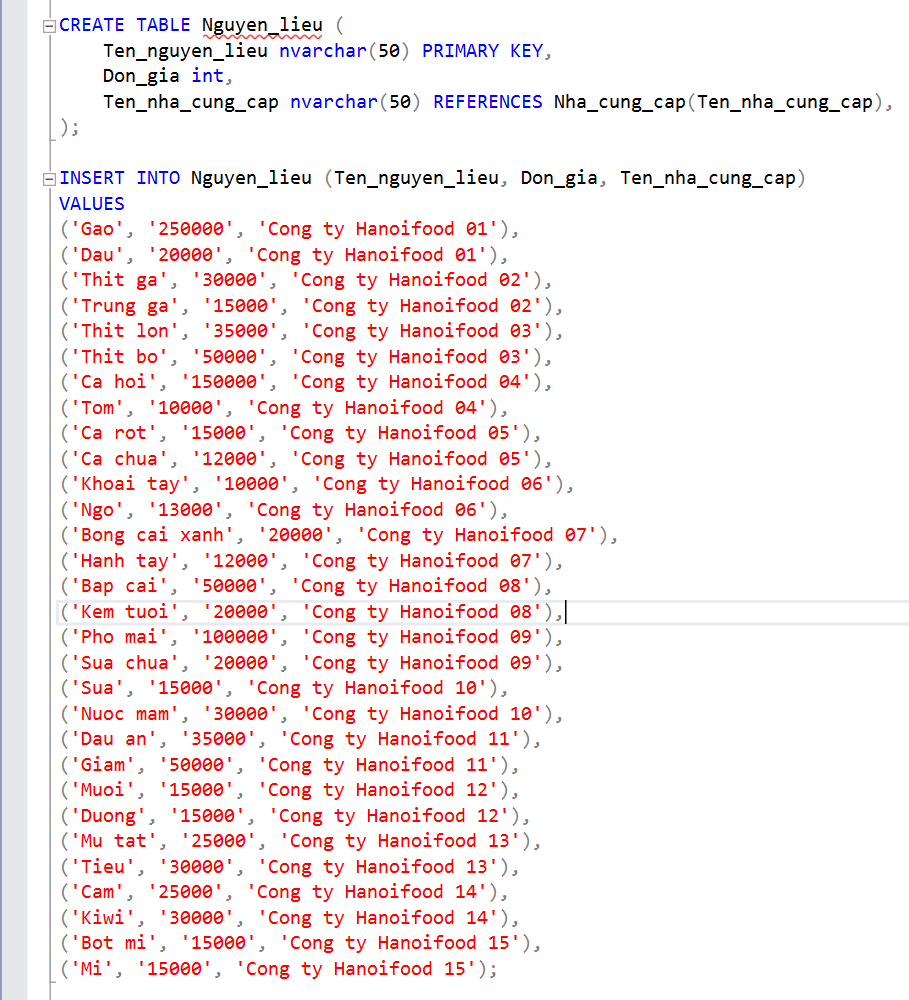 CREATE TABLE Nguyen_lieu (
    Ten_nguyen_lieu nvarchar(50) PRIMARY KEY,
    Don_gia int,
    Ten_nha_cung_cap nvarchar(50) REFERENCES Nha_cung_cap(Ten_nha_cung_cap),
);
INSERT INTO Nguyen_lieu (Ten_nguyen_lieu, Don_gia, Ten_nha_cung_cap)
VALUES
('Gao', '250000', 'Cong ty Hanoifood 01'),
('Dau', '20000', 'Cong ty Hanoifood 01'),
('Thit ga', '30000', 'Cong ty Hanoifood 02'),
('Trung ga', '15000', 'Cong ty Hanoifood 02'),
('Thit lon', '35000', 'Cong ty Hanoifood 03'),
('Thit bo', '50000', 'Cong ty Hanoifood 03'),
('Ca hoi', '150000', 'Cong ty Hanoifood 04'),
('Tom', '10000', 'Cong ty Hanoifood 04'),
('Ca rot', '15000', 'Cong ty Hanoifood 05'),
('Ca chua', '12000', 'Cong ty Hanoifood 05'),
('Khoai tay', '10000', 'Cong ty Hanoifood 06'),
('Ngo', '13000', 'Cong ty Hanoifood 06'),
('Bong cai xanh', '20000', 'Cong ty Hanoifood 07'),
('Hanh tay', '12000', 'Cong ty Hanoifood 07'),
('Bap cai', '50000', 'Cong ty Hanoifood 08'),
('Kem tuoi', '20000', 'Cong ty Hanoifood 08'),
('Pho mai', '100000', 'Cong ty Hanoifood 09'),
('Sua chua', '20000', 'Cong ty Hanoifood 09'),
('Sua', '15000', 'Cong ty Hanoifood 10'),
('Nuoc mam', '30000', 'Cong ty Hanoifood 10'),
('Dau an', '35000', 'Cong ty Hanoifood 11'),
('Giam', '50000', 'Cong ty Hanoifood 11'),
('Muoi', '15000', 'Cong ty Hanoifood 12'),
('Duong', '15000', 'Cong ty Hanoifood 12'),
('Mu tat', '25000', 'Cong ty Hanoifood 13'),
('Tieu', '30000', 'Cong ty Hanoifood 13'),
('Cam', '25000', 'Cong ty Hanoifood 14'),
('Kiwi', '30000', 'Cong ty Hanoifood 14'),
('Bot mi', '15000', 'Cong ty Hanoifood 15'),
('Mi', '15000', 'Cong ty Hanoifood 15');